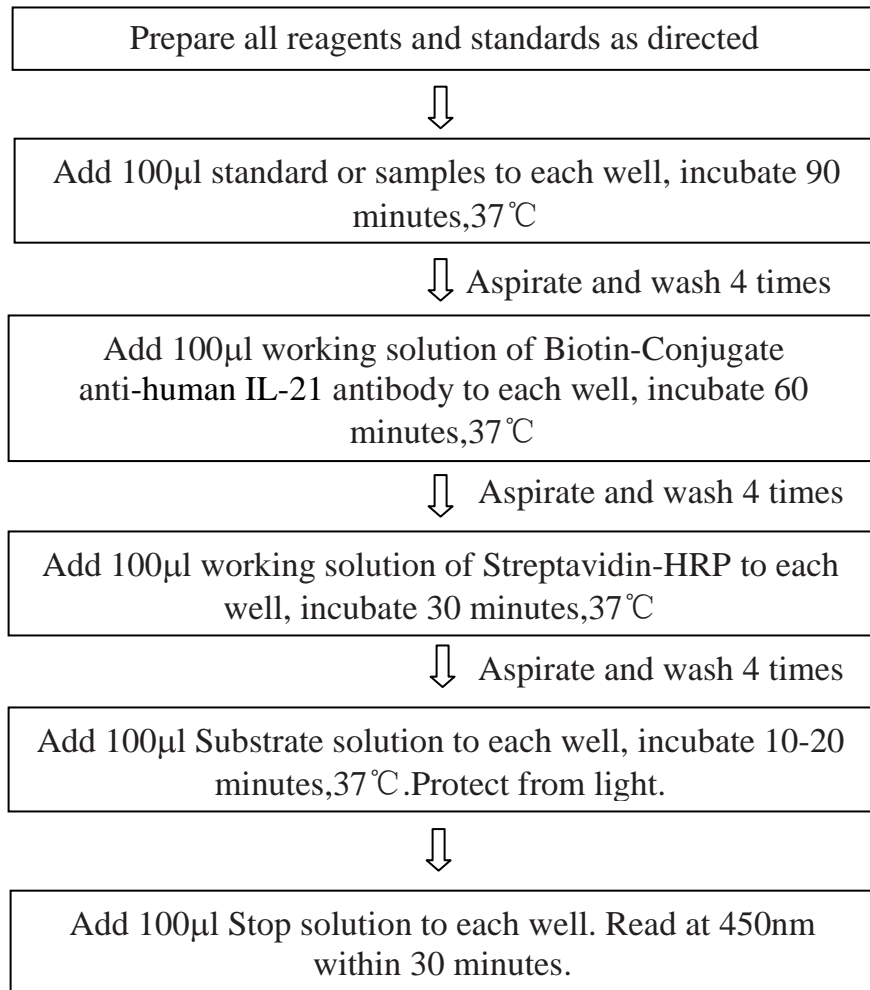 Prepare all reagents and standards as directed
Add 100μl standard or samples to each well, incubate 90
minutes,37℃
Aspirate and wash 4 times
Add 100μl working solution of Biotin-Conjugate
anti-human IL-21 antibody to each well, incubate 60
minutes,37℃
Aspirate and wash 4 times
Add 100μl working solution of Streptavidin-HRP to each
well, incubate 30 minutes,37℃
Aspirate and wash 4 times
Add 100μl Substrate solution to each well, incubate 10-20
minutes,37℃.Protect from light.
Add 100μl Stop solution to each well. Read at 450nm
within 30 minutes.